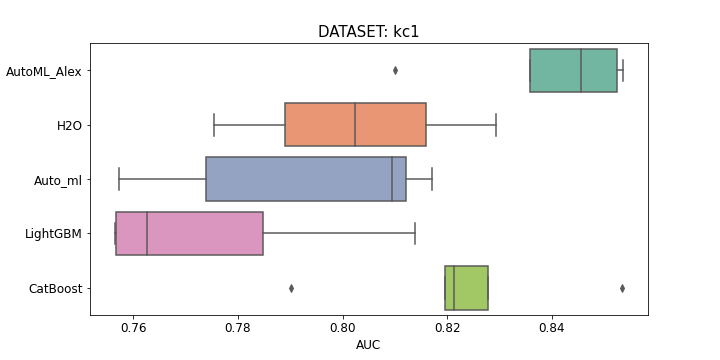 DATASET: kc1
AutoML_Alex
H2O
Auto_ml
LightGBM
CatBoost
0.76 0.78 0.80 0.82 0.84
AUC